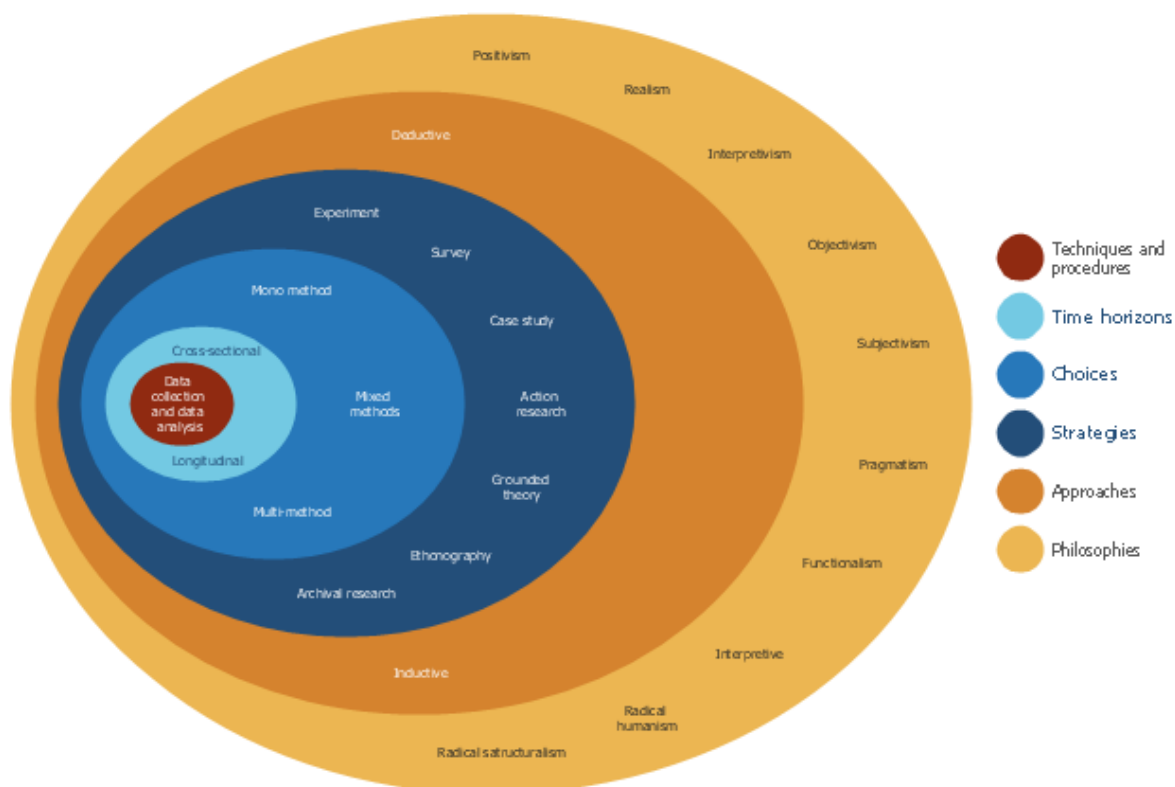 Positivism
Realism
Deductive
Interpretivism
Experiment
Survey
Objectivism
Mono method
Case study
Subjectivism
Cross-sectional
Data
collection
and data
analysis
Mixed
methods
Action
research
Longitudinal
Pragmatism
Grounded
theory
Multi-method
Ethonography
Functionalism
Archival research
Interpretive
Inductive
Radical
humanism
Radical satructuralism
Techniques and
procedures
Time horizons
Choices
Strategies
Approaches
Philosophies